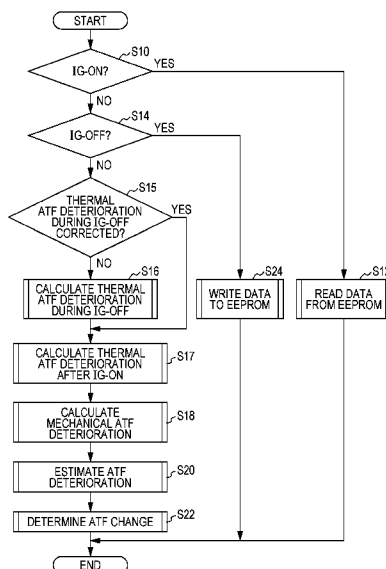 START
S10
IG-ON?
YES
NO
S14
IG-OFF?
YES
NO
S15
THERMAL
ATF DETERIORATION
DURING IG-OFF
CORRECTED?
YES
NO
S16
CALCULATE THERMAL
ATF DETERIORATION
DURING IG-OFF
S24
WRITE DATA
TO EEPROM
S12
READ DATA
FROM EEPROM
S17
CALCULATE THERMAL
ATF DETERIORATION
AFTER IG-ON
S18
CALCULATE
MECHANICAL ATF
DETERIORATION
S20
ESTIMATE ATF
DETERIORATION
S22
DETERMINE ATF CHANGE
END